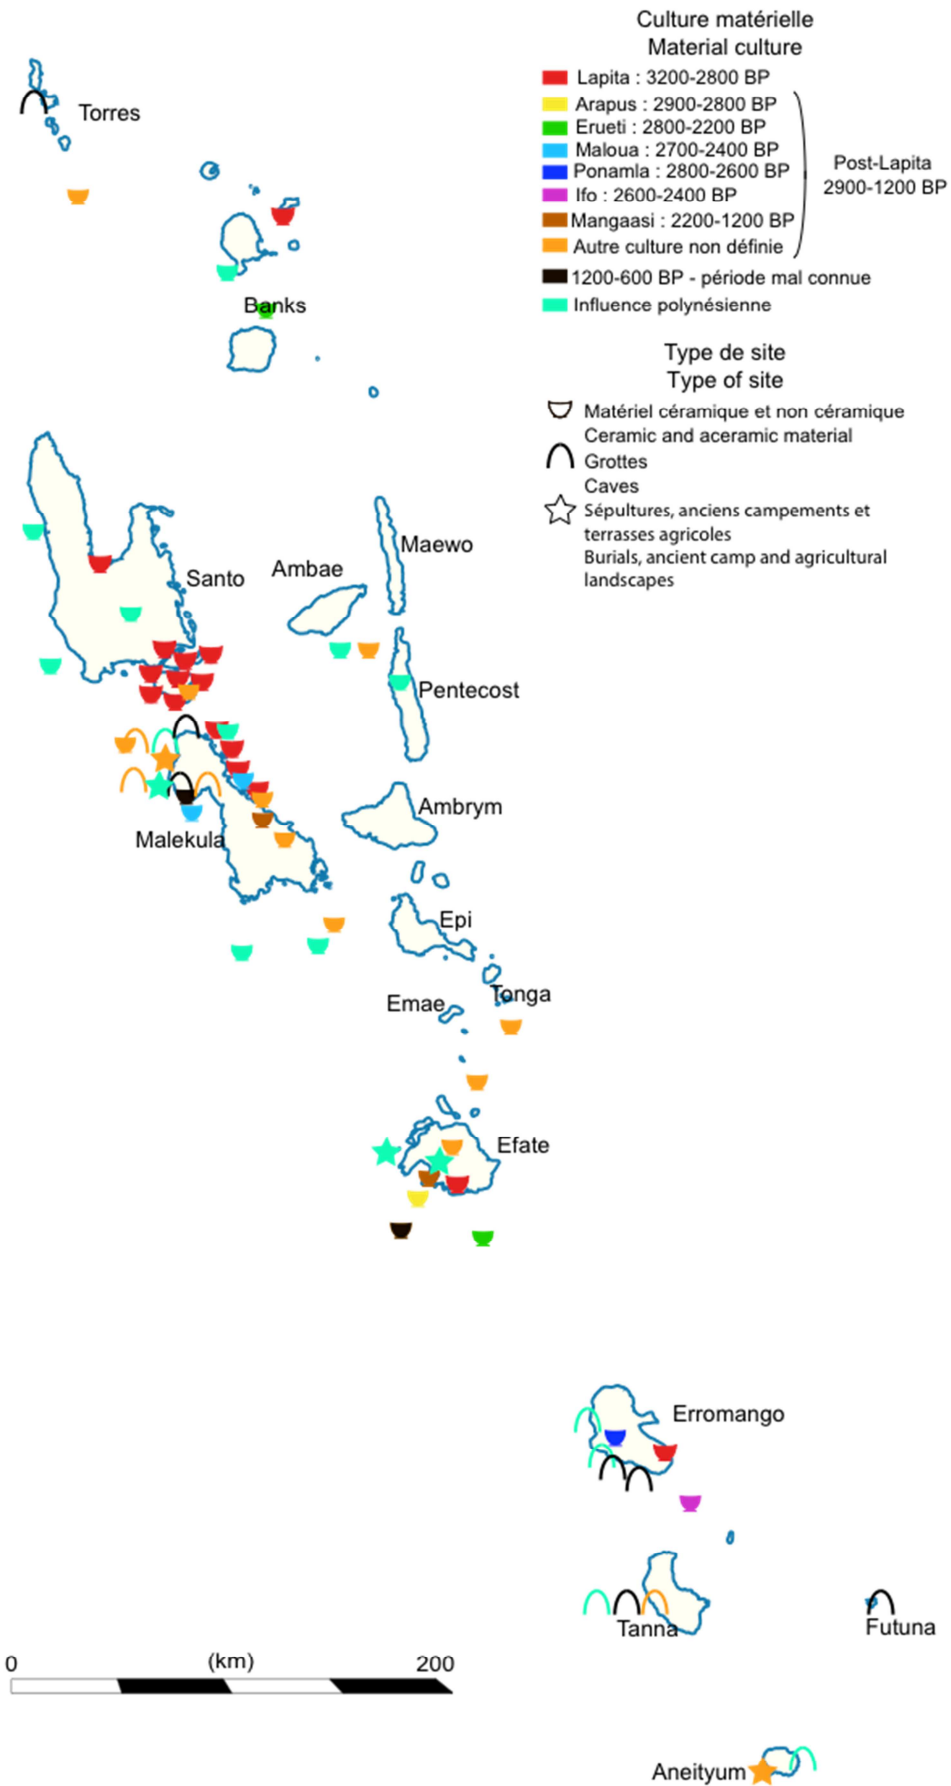 Culture matérielle
Material culture
Lapita : 3200-2800 BP
Arapus : 2900-2800 BP
Erueti : 2800-2200 BP
Maloua : 2700-2400 BP
Ponamla : 2800-2600 BP
Ifo : 2600-2400 BP
Mangaasi : 2200-1200 BP
Autre culture non définie
Post-Lapita
2900-1200 BP
1200-600 BP - période mal connue
Influence polynésienne
Type de site
Type of site
Matériel céramique et non céramique
Ceramic and aceramic material
Grottes
Caves
Sépultures, anciens campements et
terrasses agricoles
Burials, ancient camp and agricultural
landscapes
Torres
Banks
Santo
Ambae
Maewo
Pentecost
Malekula
Ambrym
Epi
Emae
Tonga
Efate
Erromango
Tanna
Futuna
0 (km) 200
Aneityum